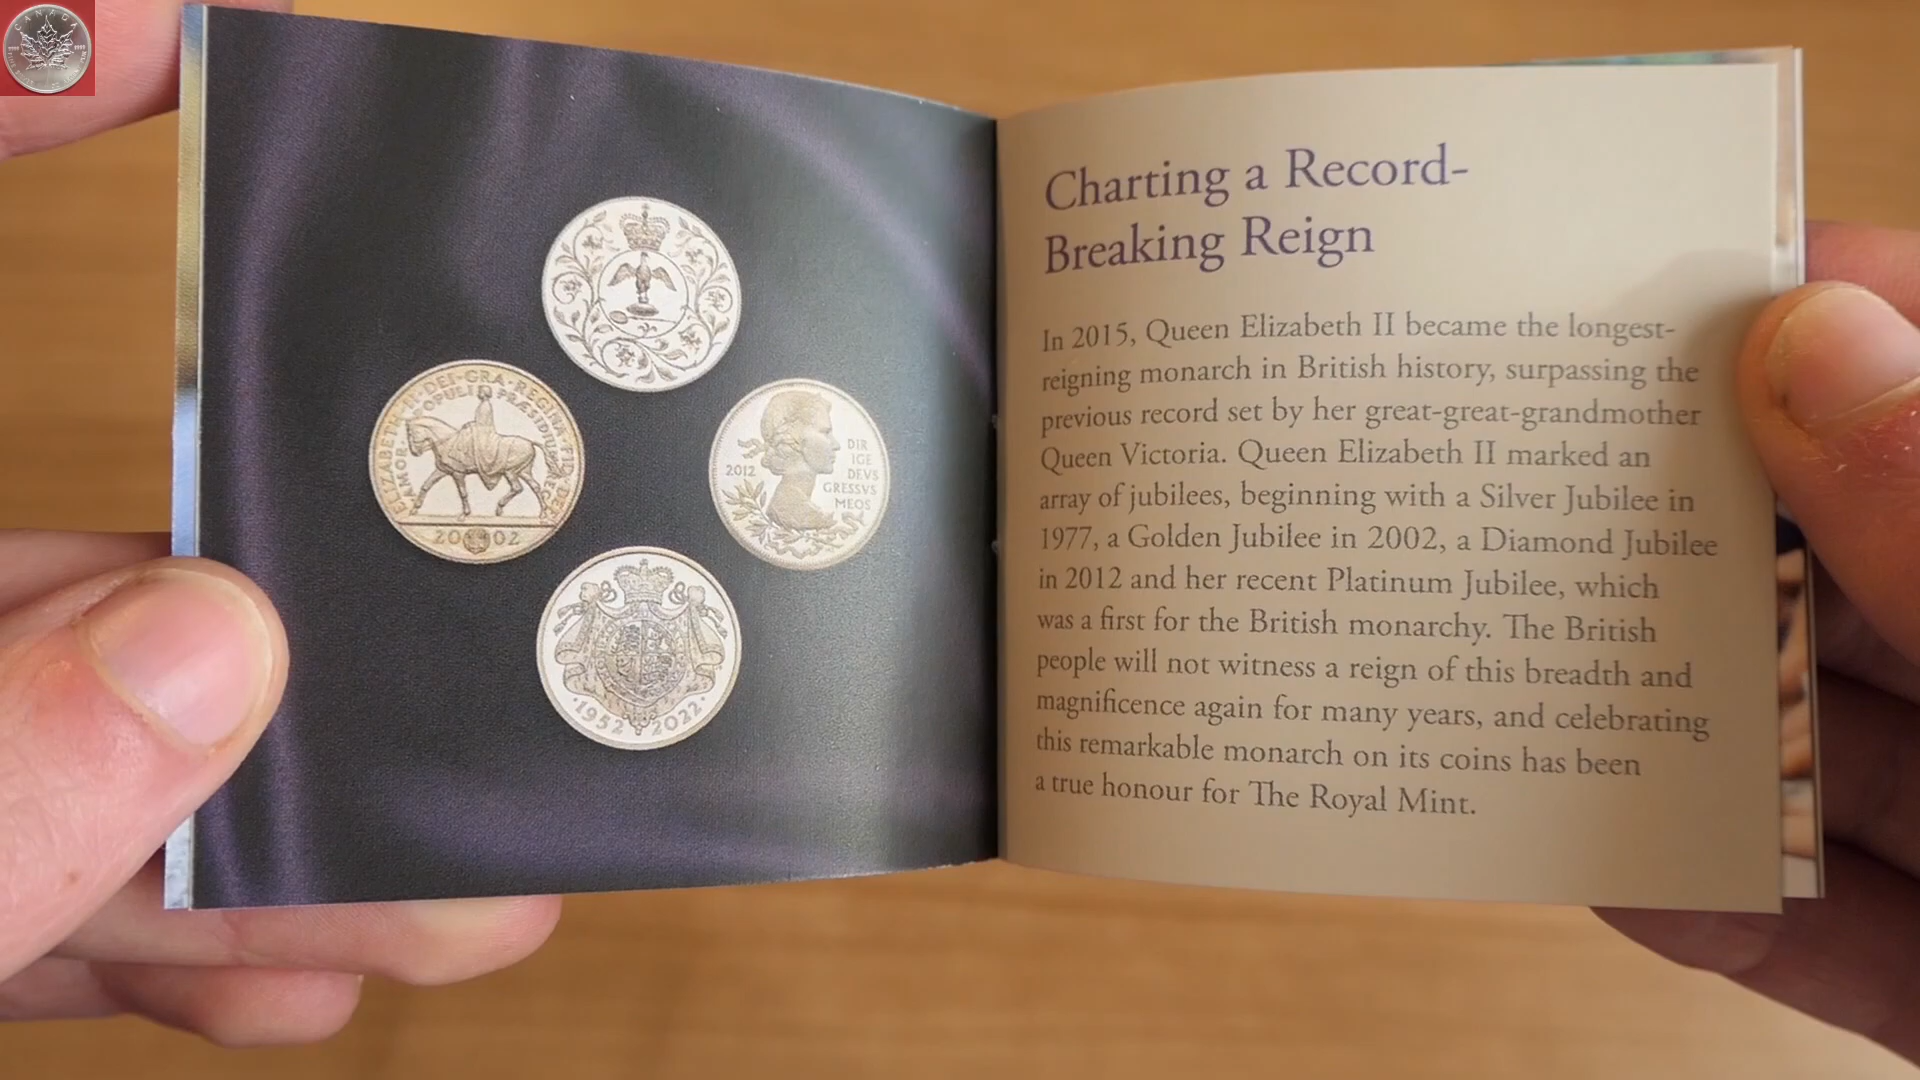 CANADA
ELIZABETH·II·DEI·GRA·REGINA·FID·DEF
AMOR POPULI PRÆSIDIUM REG
20 02
2012
DIR
IGE
DEVS
GRESSVS
MEOS
·1952 2022·
Charting a Record-
Breaking Reign
In 2015, Queen Elizabeth II became the longest-
reigning monarch in British history, surpassing the
previous record set by her great-great-grandmother
Queen Victoria. Queen Elizabeth II marked an
array of jubilees, beginning with a Silver Jubilee in
1977, a Golden Jubilee in 2002, a Diamond Jubilee
in 2012 and her recent Platinum Jubilee, which
was a first for the British monarchy. The British
people will not witness a reign of this breadth and
magnificence again for many years, and celebrating
this remarkable monarch on its coins has been
a true honour for The Royal Mint.